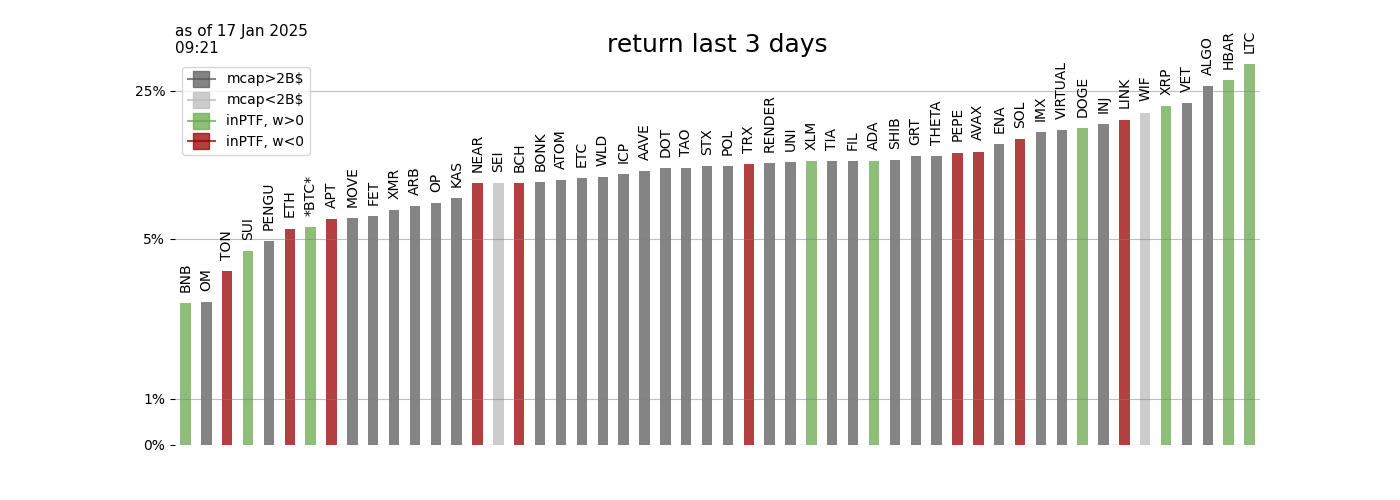 as of 17 Jan 2025
09:21
return last 3 days
mcap>2B$
mcap<2B$
inPTF, w>0
inPTF, w<0
25%
5%
1%
0%
BNB
OM
TON
SUI
PENGU
ETH
*BTC*
APT
MOVE
FET
XMR
ARB
OP
KAS
NEAR
SEI
BCH
BONK
ATOM
ETC
WLD
ICP
AAVE
DOT
TAO
STX
POL
TRX
RENDER
UNI
XLM
TIA
FIL
ADA
SHIB
GRT
THETA
PEPE
AVAX
ENA
SOL
IMX
VIRTUAL
DOGE
INJ
LINK
WIF
XRP
VET
ALGO
HBAR
LTC